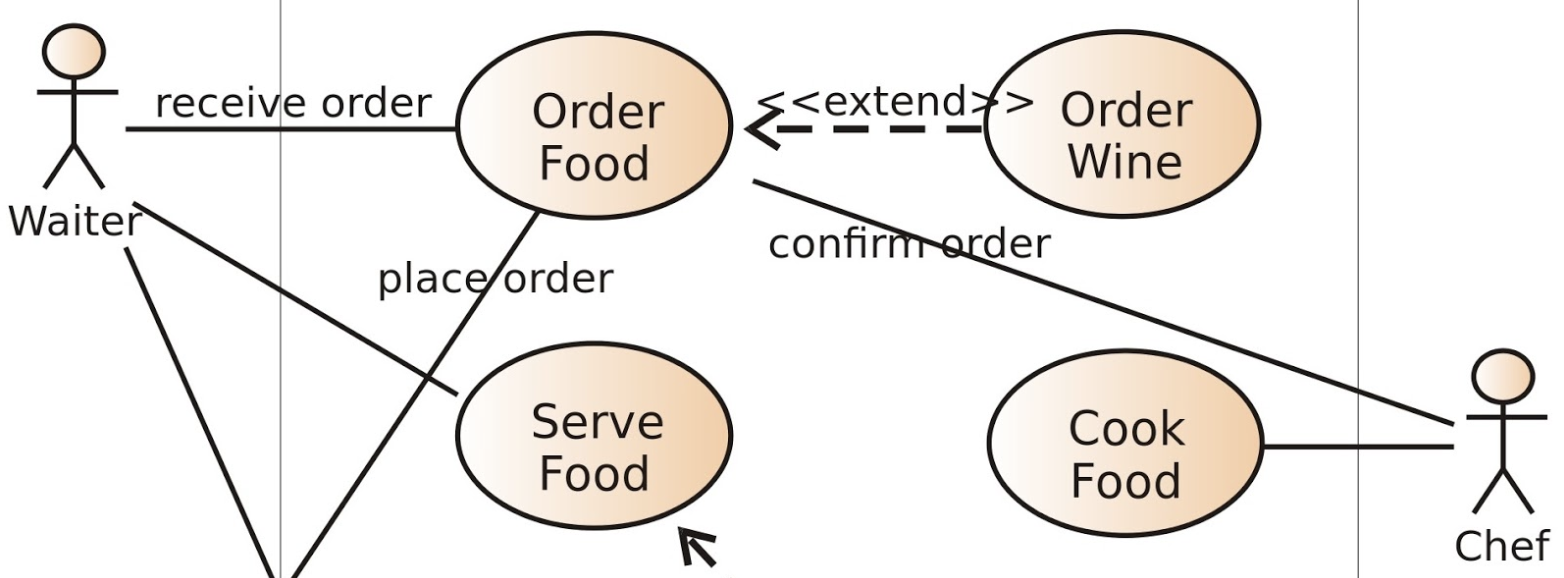 receive order
Order
Food
<<extend>>
Order
Wine
Waiter
confirm order
place order
Serve
Food
Cook
Food
Chef